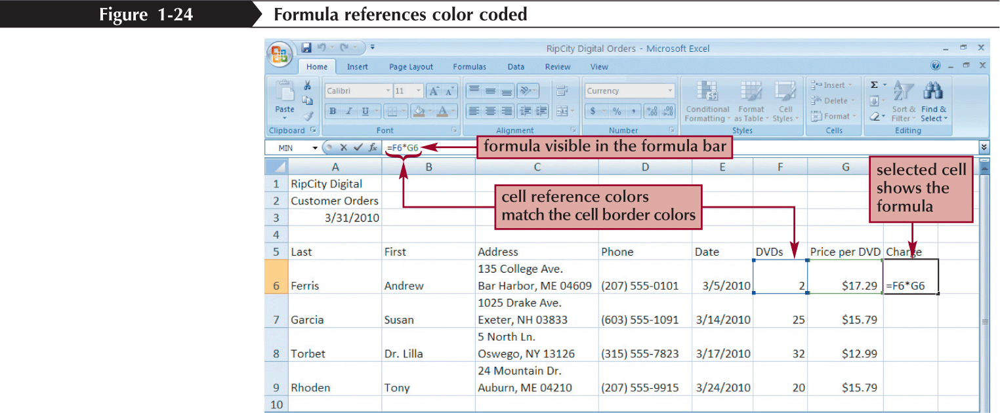 Figure 1-24
Formula references color coded
RipCity Digital Orders - Microsoft Excel
Home Insert Page Layout Formulas Data Review View
Calibri 11
Currency
Σ
Insert
Delete
Format
Paste
B I U
A A A
$ % , .0 .00 .00 .0
Conditional Formatting
Format as Table
Cell Styles
Sort & Filter
Find & Select
Clipboard Font Alignment Number Styles Cells Editing
MIN fx =F6*G6
formula visible in the formula bar
selected cell
shows the
formula
cell reference colors
match the cell border colors
A B C D E F G
1 RipCity Digital
2 Customer Orders
3 3/31/2010
4
5 Last First Address Phone Date DVDs Price per DVD Charge
135 College Ave.
6 Ferris Andrew Bar Harbor, ME 04609 (207) 555-0101 3/5/2010 2 $17.29 =F6*G6
1025 Drake Ave.
7 Garcia Susan Exeter, NH 03833 (603) 555-1091 3/14/2010 25 $15.79
5 North Ln.
8 Torbet Dr. Lilla Oswego, NY 13126 (315) 555-7823 3/17/2010 32 $12.99
24 Mountain Dr.
9 Rhoden Tony Auburn, ME 04210 (207) 555-9915 3/24/2010 20 $15.79
10